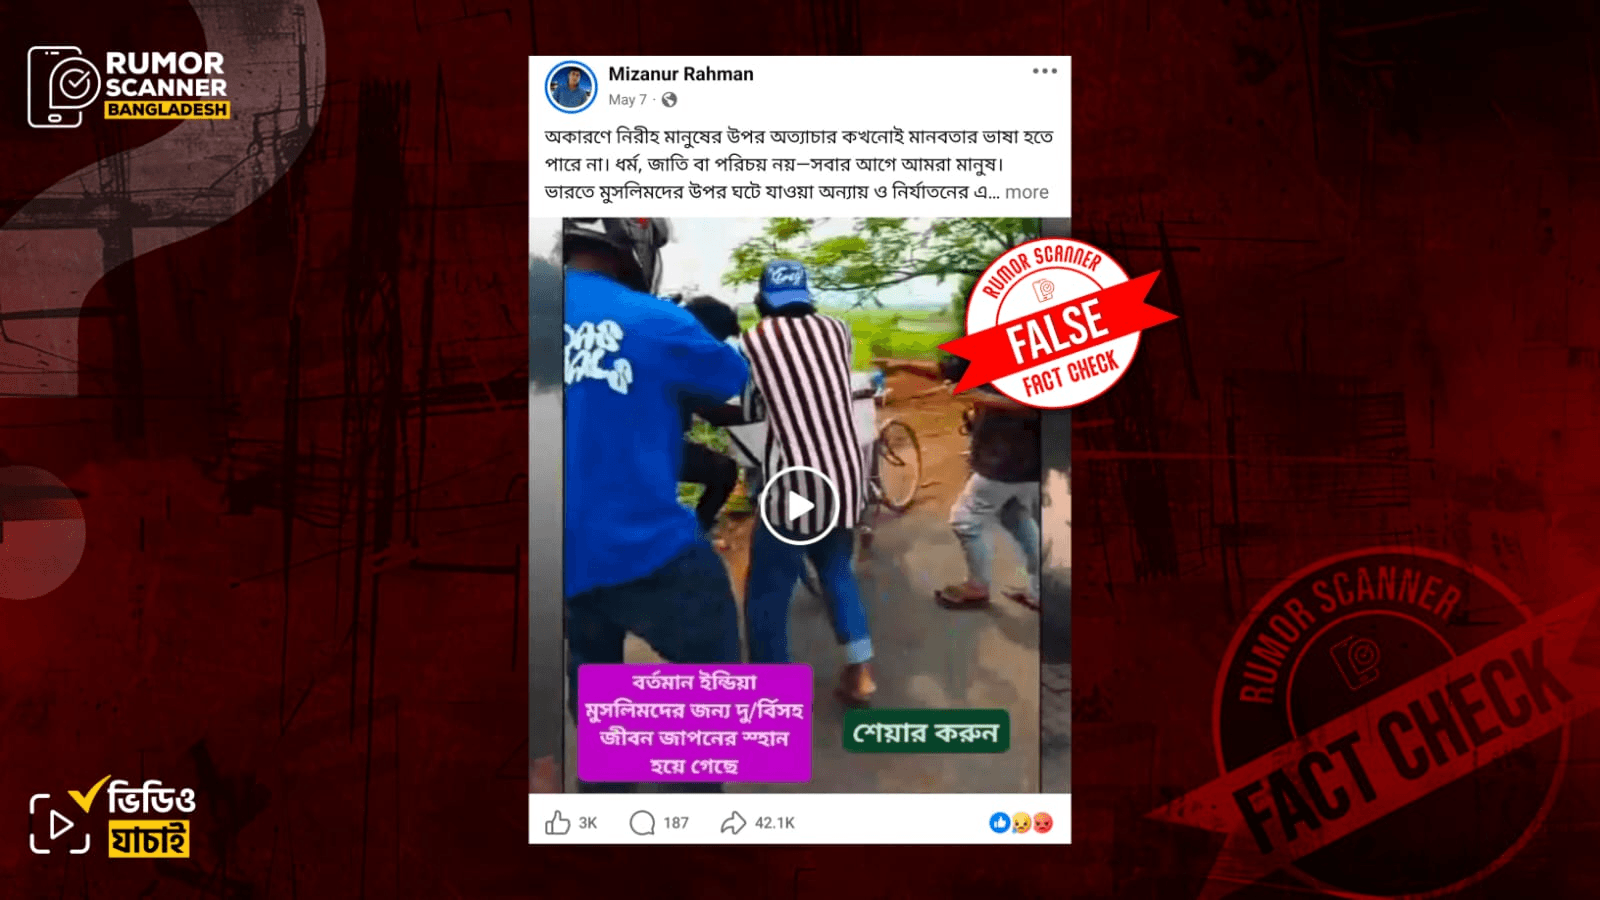 RUMOR
SCANNER
BANGLADESH
Mizanur Rahman
May 7
অকারণে নিরীহ মানুষের উপর অত্যাচার কখনোই মানবতার ভাষা হতে
পারে না। ধর্ম, জাতি বা পরিচয় নয়—সবার আগে আমরা মানুষ।
ভারতে মুসলিমদের উপর ঘটে যাওয়া অন্যায় ও নির্যাতনের এ... more
RUMOR SCANNER
FALSE
FACT CHECK
বর্তমান ইন্ডিয়া
মুসলিমদের জন্য দু/র্বিসহ
জীবন জাপনের স্হান
হয়ে গেছে
শেয়ার করুন
3K 187 42.1K
ভিডিও
যাচাই
RUMOR SCANNER
FACT CHECK